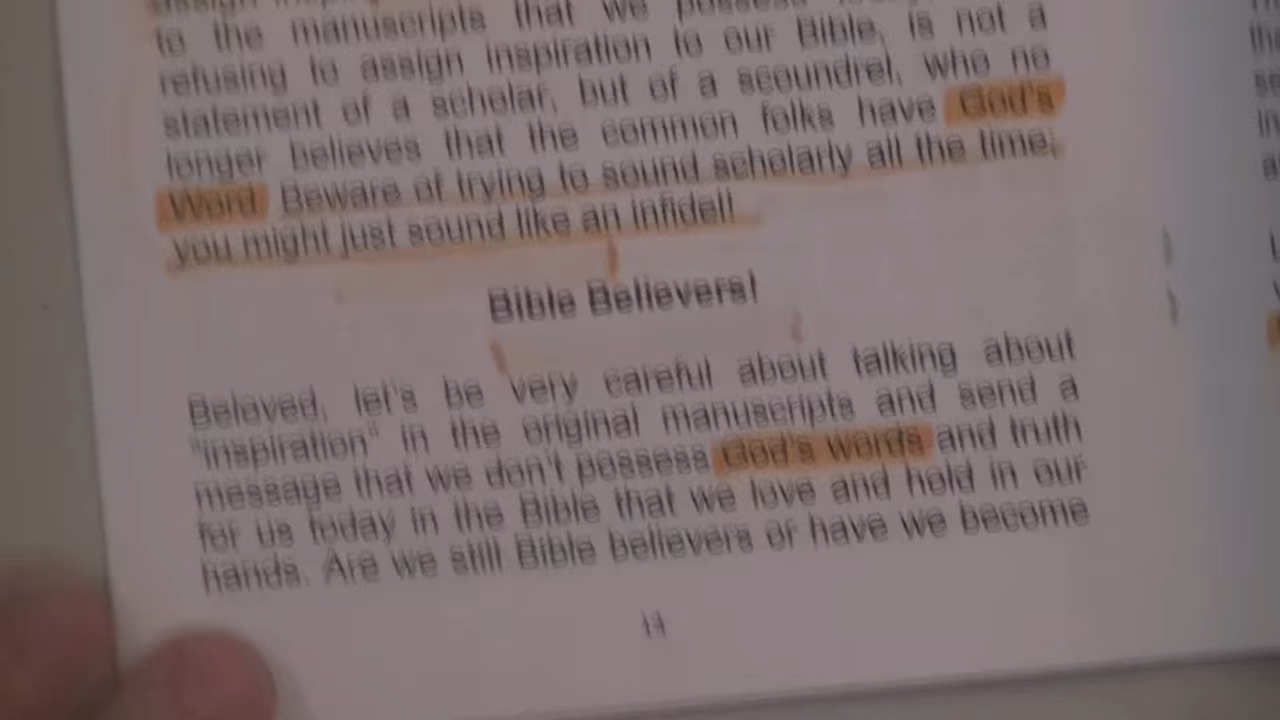 to the manuscripts that we possess
refusing to assign inspiration to our Bible, is not a
statement of a scholar, but of a scoundrel, who no
longer believes that the common folks have God's
Word. Beware of trying to sound scholarly all the time;
you might just sound like an infidel!
Bible Believers!
Beloved, let's be very careful about talking about
"inspiration" in the original manuscripts and send a
message that we don't possess God's words and truth
for us today in the Bible that we love and hold in our
hands. Are we still Bible believers or have we become
14